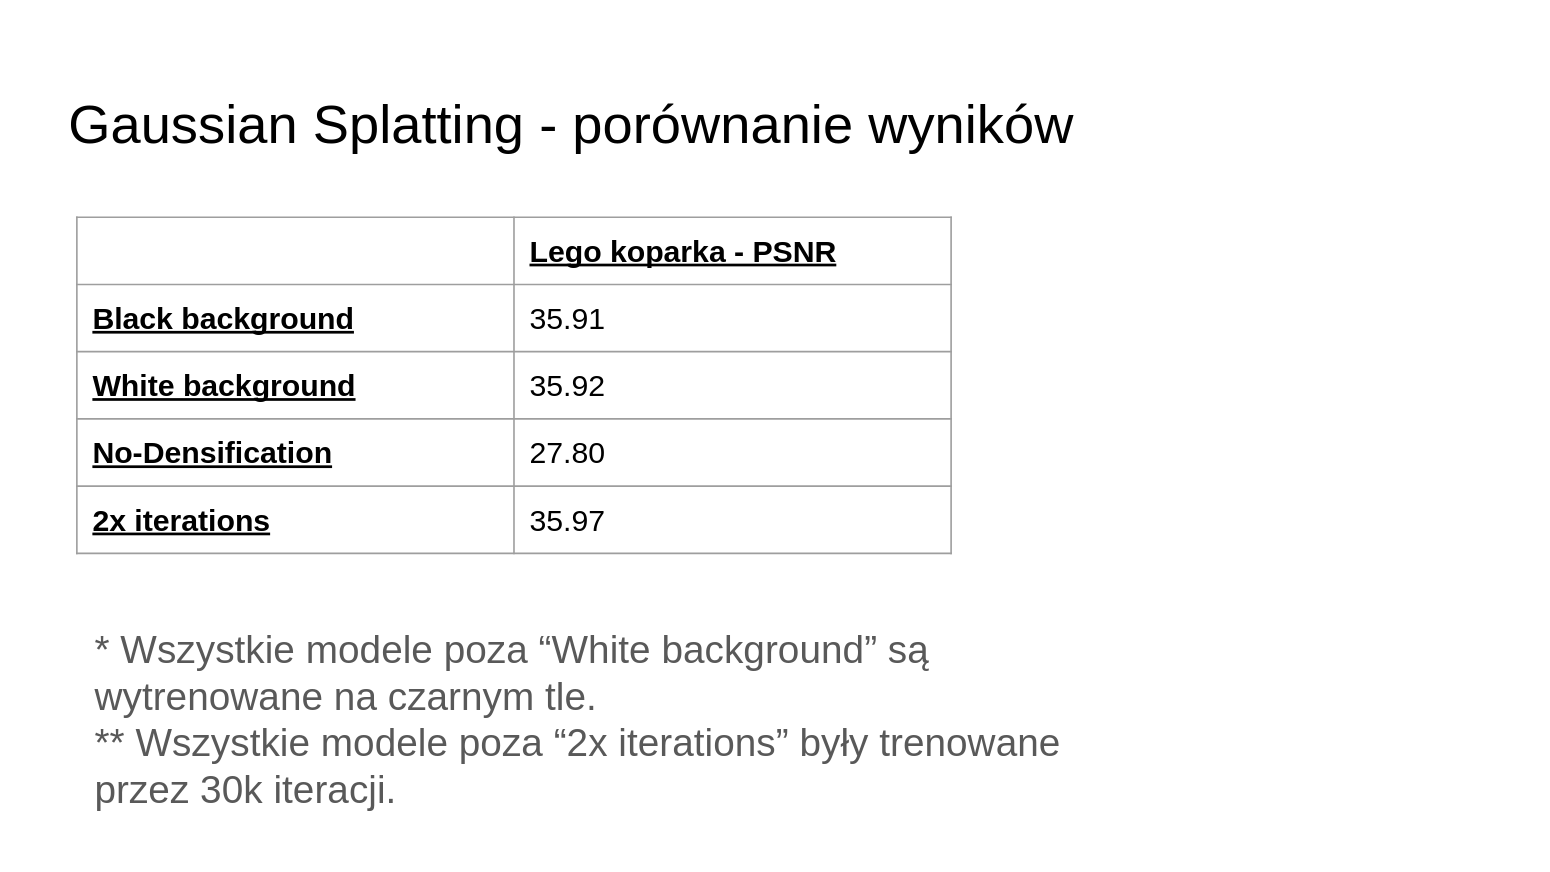 Gaussian Splatting - porównanie wyników
Lego koparka - PSNR
Black background 35.91
White background 35.92
No-Densification 27.80
2x iterations 35.97
* Wszystkie modele poza “White background” są
wytrenowane na czarnym tle.
** Wszystkie modele poza “2x iterations” były trenowane
przez 30k iteracji.